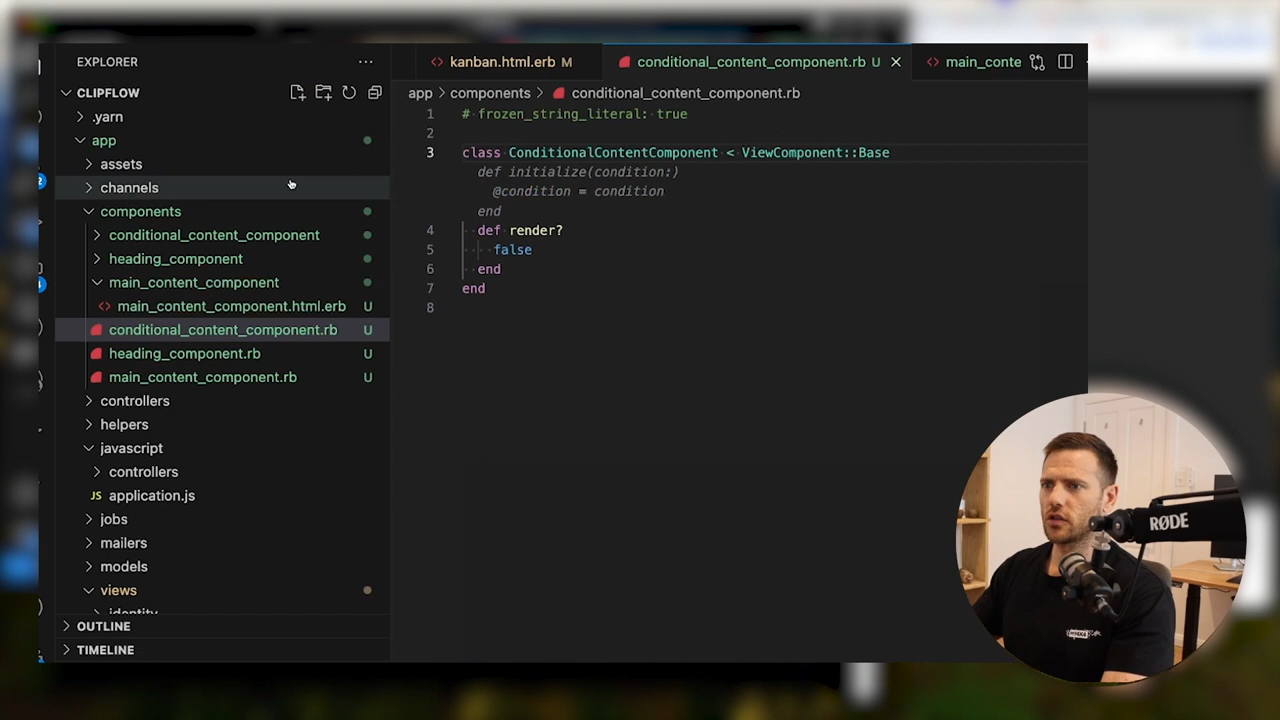 EXPLORER
CLIPFLOW
.yarn
app
assets
channels
components
conditional_content_component
heading_component
main_content_component
main_content_component.html.erb U
conditional_content_component.rb U
heading_component.rb U
main_content_component.rb U
controllers
helpers
javascript
controllers
JS application.js
jobs
mailers
models
views
identity
OUTLINE
TIMELINE
kanban.html.erb M
conditional_content_component.rb U
main_conte
app > components > conditional_content_component.rb
1 # frozen_string_literal: true
2
3 class ConditionalContentComponent < ViewComponent::Base
def initialize(condition:)
@condition = condition
end
4 def render?
5 false
6 end
7 end
8
RØDE